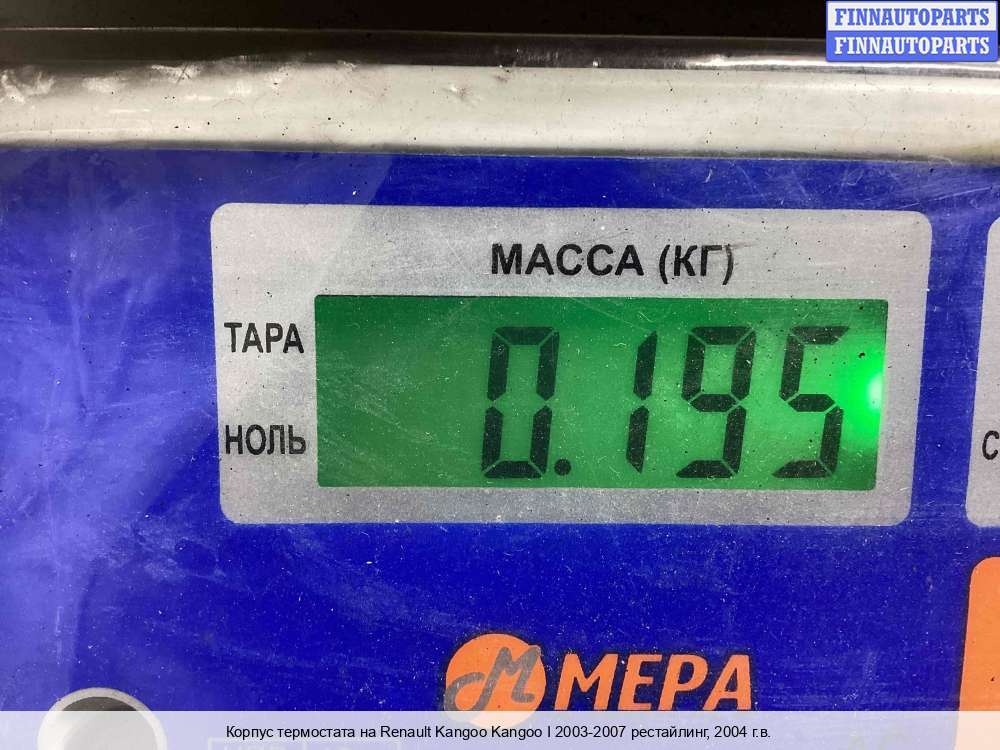 FINNAUTOPARTS
FINNAUTOPARTS
МАССА (КГ)
ТАРА
0.195
НОЛЬ
М МЕРА
Корпус термостата на Renault Kangoo Kangoo I 2003-2007 рестайлинг, 2004 г.в.